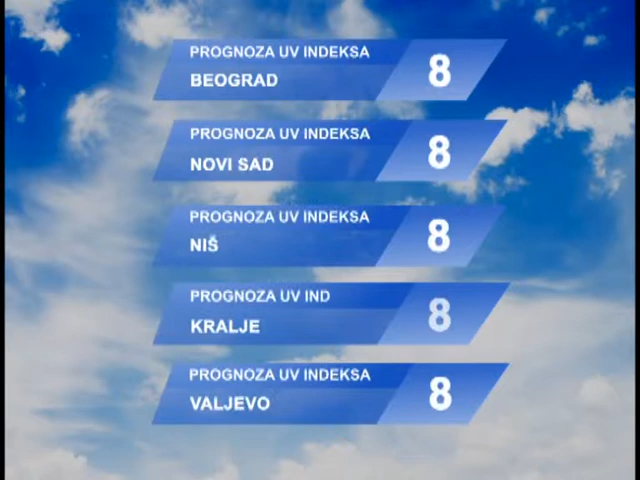 PROGNOZA UV INDEKSA
BEOGRAD
8
PROGNOZA UV INDEKSA
NOVI SAD
8
PROGNOZA UV INDEKSA
NIŠ
8
PROGNOZA UV IND
KRALJE
8
PROGNOZA UV INDEKSA
VALJEVO
8